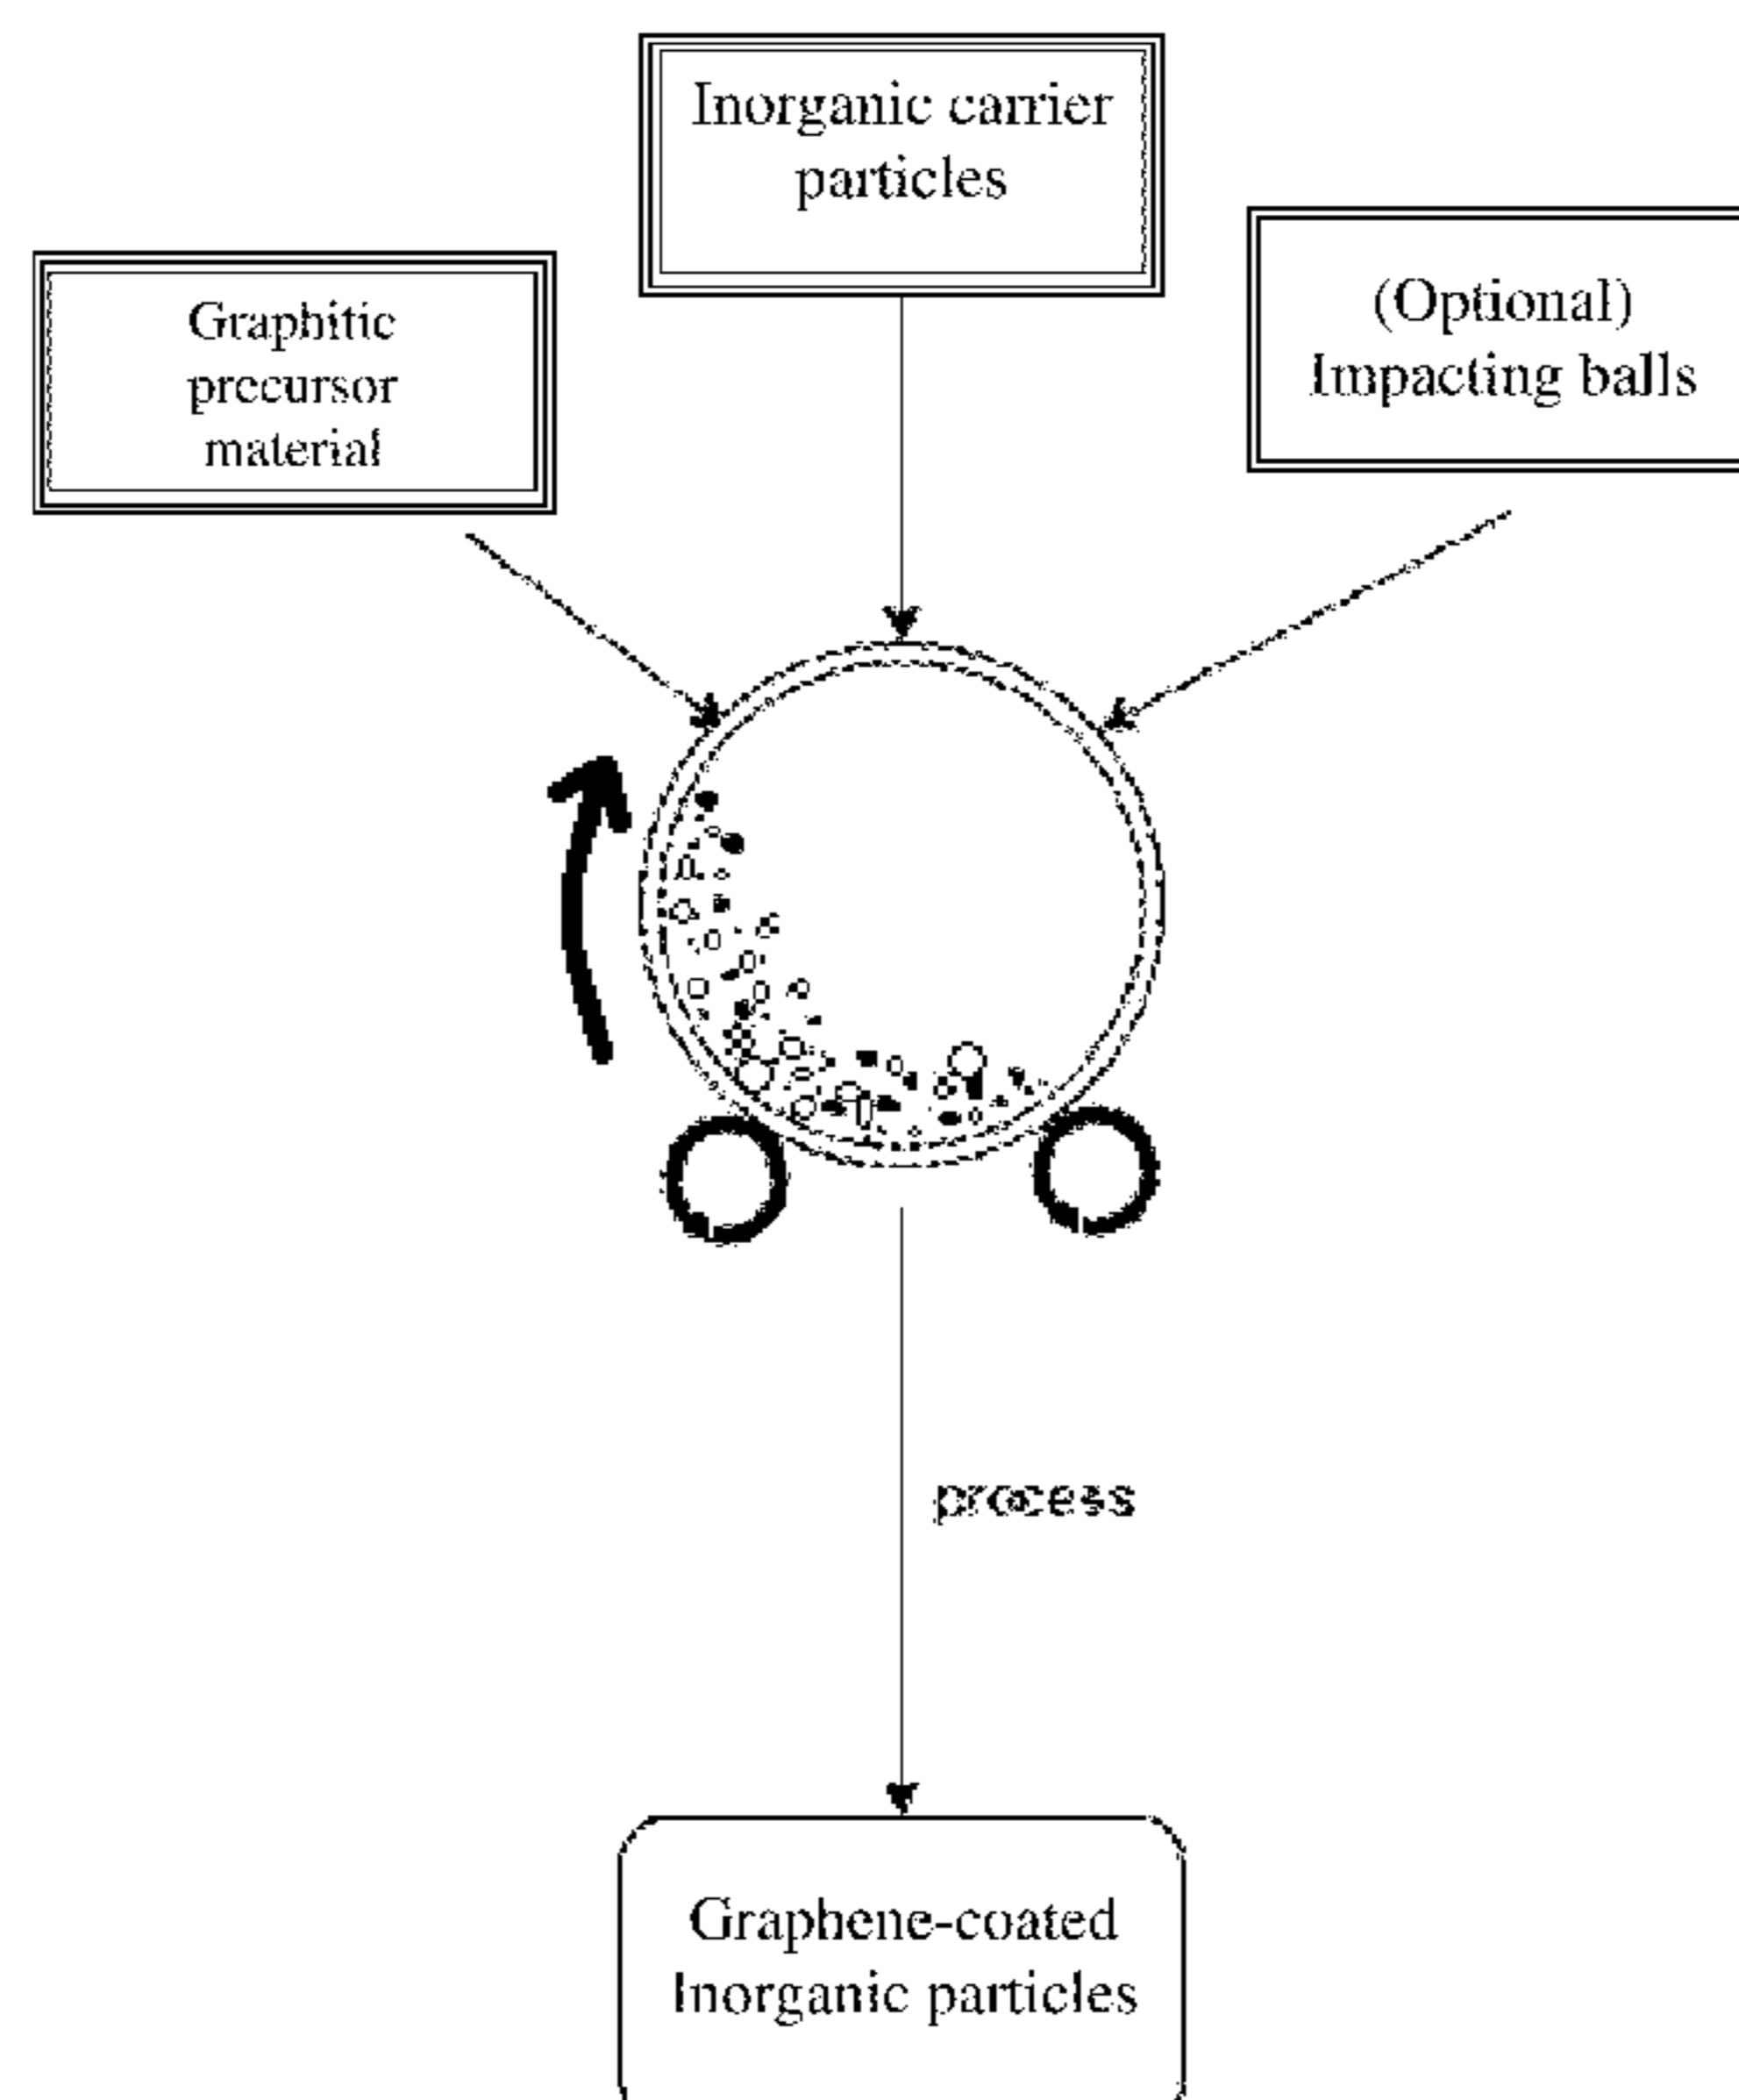 Inorganic carrier
particles
Graphitic
precursor
material
(Optional)
Impacting balls
process
Graphene-coated
Inorganic particles